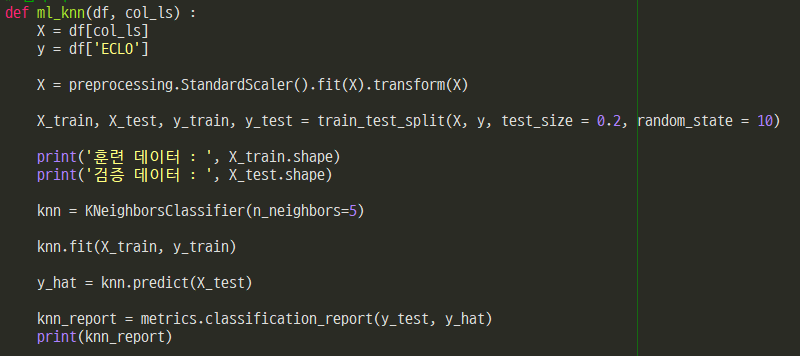 def ml_knn(df, col_ls) :
X = df[col_ls]
y = df['ECLO']
X = preprocessing.StandardScaler().fit(X).transform(X)
X_train, X_test, y_train, y_test = train_test_split(X, y, test_size = 0.2, random_state = 10)
print('훈련 데이터 : ', X_train.shape)
print('검증 데이터 : ', X_test.shape)
knn = KNeighborsClassifier(n_neighbors=5)
knn.fit(X_train, y_train)
y_hat = knn.predict(X_test)
knn_report = metrics.classification_report(y_test, y_hat)
print(knn_report)